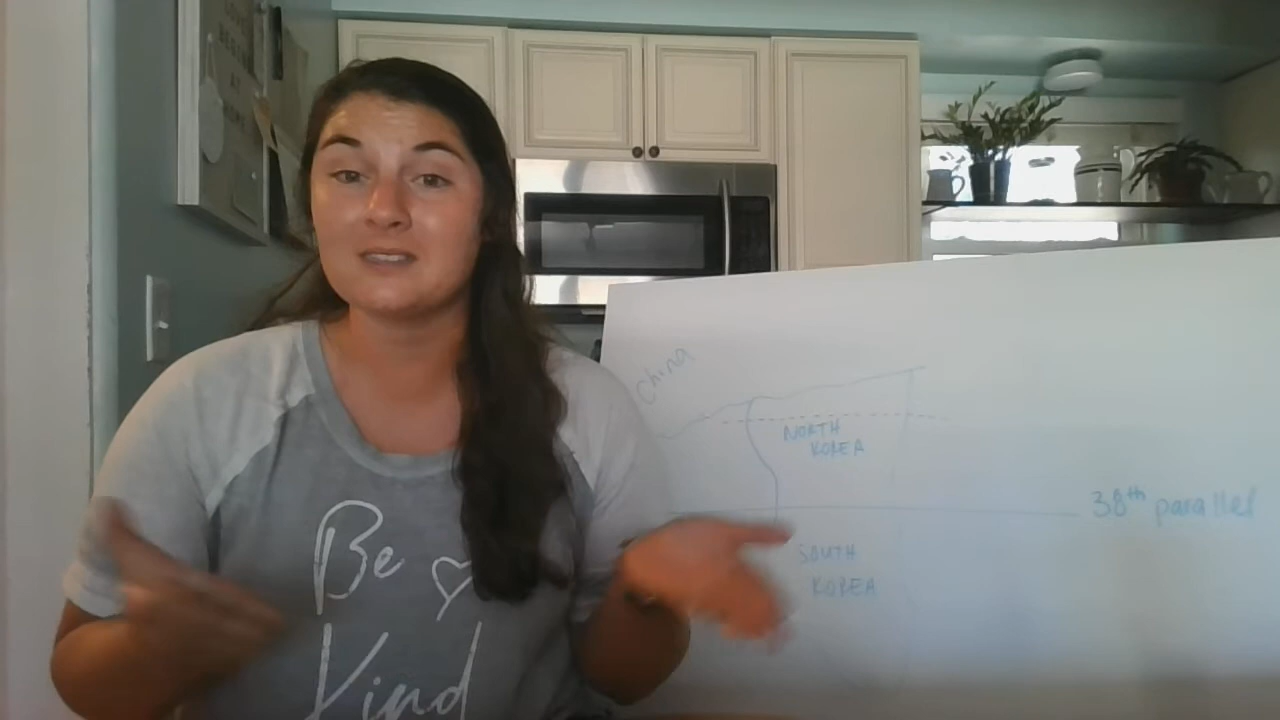 Be
Kind
China
NORTH
KOREA
38th parallel
SOUTH
KOREA